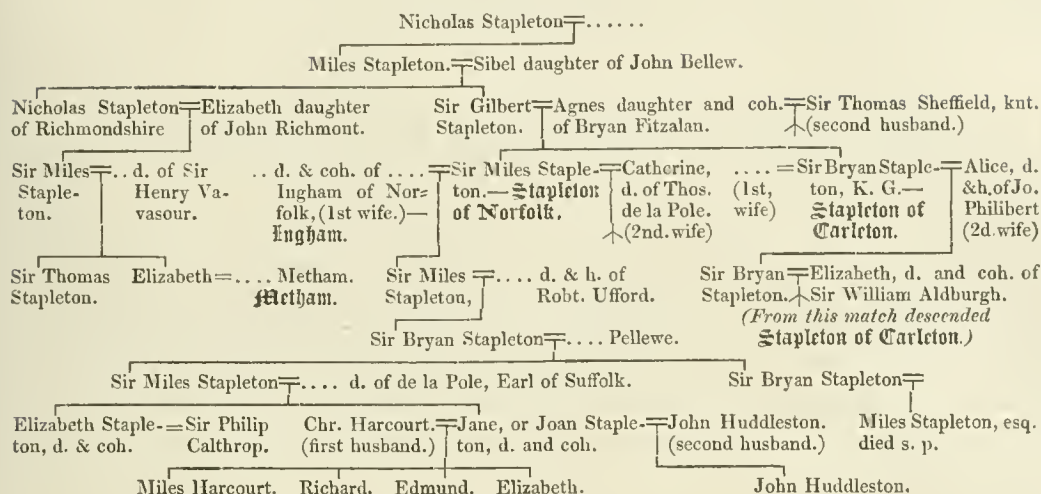 Nicholas Stapleton=. . . . . .
Miles Stapleton.=Sibel daughter of John Bellew.
Nicholas Stapleton=Elizabeth daughter Sir Gilbert=Agnes daughter and coh.=Sir Thomas Sheffield, knt.
of Richmondshire of John Richmont. Stapleton. of Bryan Fitzalan. (second husband.)
Sir Miles=. . d. of Sir . . d. & coh. of . . . .=Sir Miles Staple-=Catherine, . . . .=Sir Bryan Staple-=Alice, d.
Staple- Henry Va- Ingham of Nor= ton.—Stapleton d. of Thos. (1st, ton, K. G.— &h. of Jo.
ton. vasour. folk, (1st wife.)— of Norfolk. de la Pole. wife) Stapleton of Philibert
Ingham. (2nd. wife) Carleton. (2d. wife)
Sir Thomas Elizabeth=. . . . Metham. Sir Miles=. . . . d. & h. of Sir Bryan=Elizabeth, d. and coh. of
Stapleton. Metham. Stapleton, Robt. Ufford. Stapleton. Sir William Aldburgh.
(From this match descended
Sir Bryan Stapleton=. . . . Pellewe. Stapleton of Carleton.)
Sir Miles Stapleton=. . . . d. of de la Pole, Earl of Suffolk. Sir Bryan Stapleton=
Elizabeth Staple-=Sir Philip Chr. Harcourt.=Jane, or Joan Staple-=John Huddleston. Miles Stapleton, esq.
ton, d. & coh. Calthrop. (first husband.) ton, d. and coh. (second husband.) died s. p.
Miles Harcourt. Richard. Edmund. Elizabeth. John Huddleston.